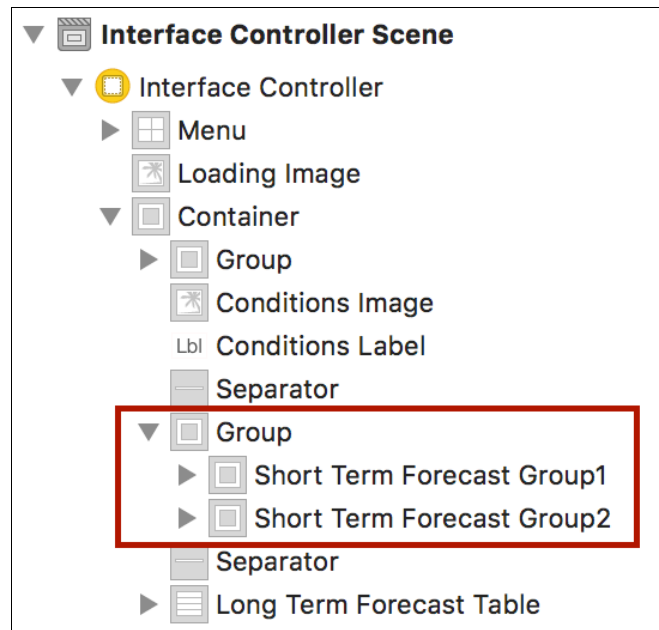 Interface Controller Scene
Interface Controller
Menu
Loading Image
Container
Group
Conditions Image
Lbl Conditions Label
Separator
Group
Short Term Forecast Group1
Short Term Forecast Group2
Separator
Long Term Forecast Table